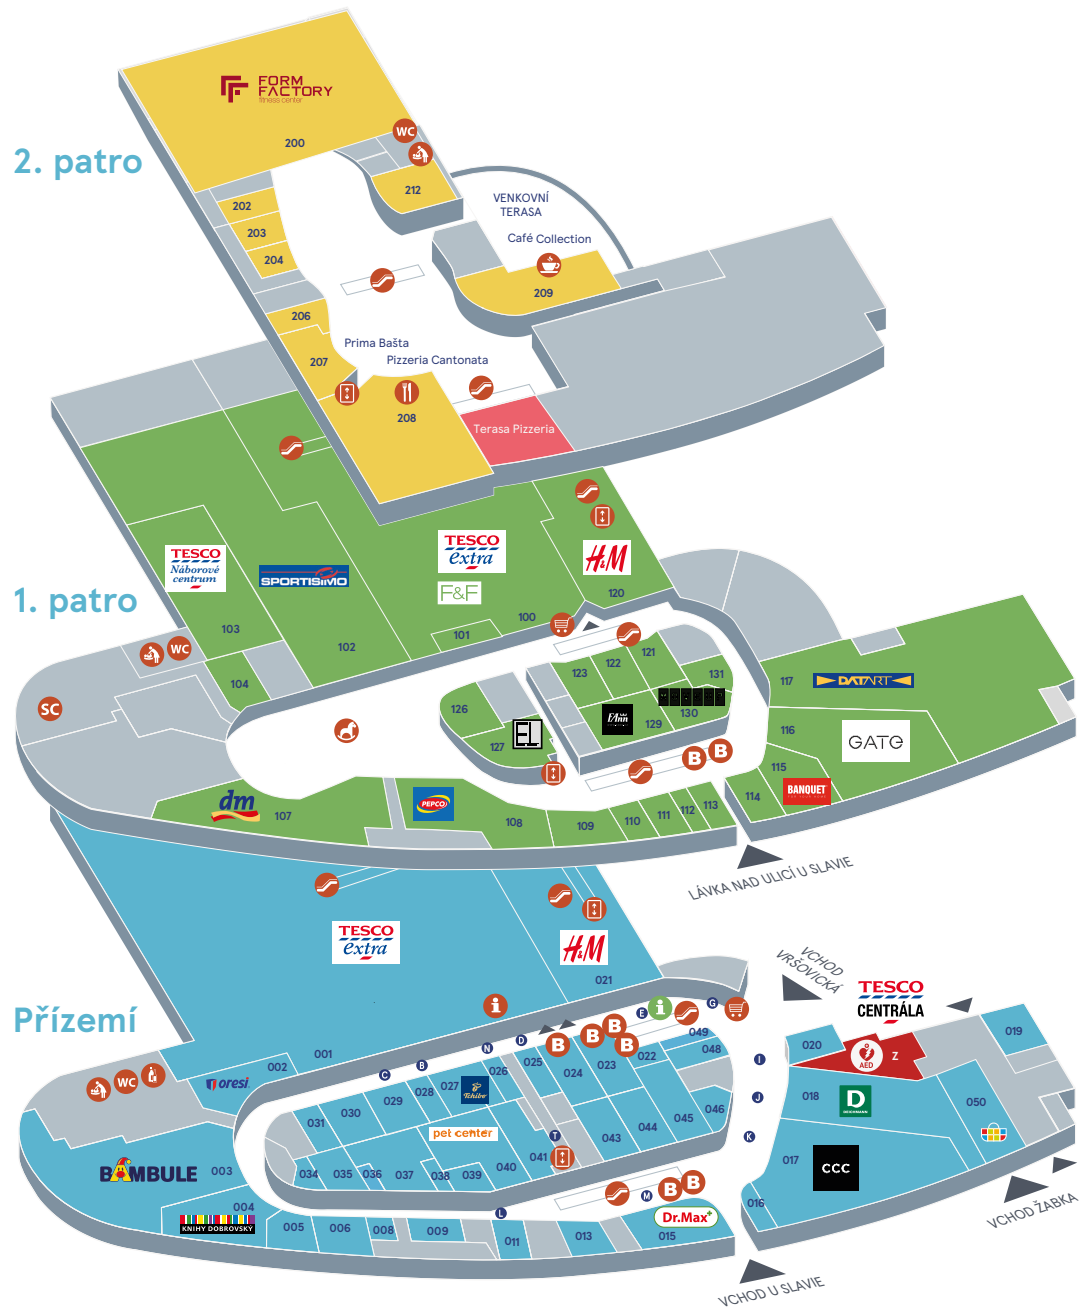 FORM
FACTORY
fitness center
200
WC
2. patro
212
202
203
204
VENKOVNÍ
TERASA
Café Collection
209
206
207
Prima Bašta
Pizzeria Cantonata
208
Terasa Pizzeria
TESCO
Náborové
centrum
SPORTISIMO
TESCO
extra
F&F
H&M
1. patro
120
100
101
102
103
104
WC
SC
121
122
123
131
130
129
F/Ann
126
127
EL
B B
117
DATART
116
GATE
115
BANQUET
114
dm
107
PEPCO
108
109
110
111
112
113
LÁVKA NAD ULICÍ U SLAVIE
TESCO
extra
H&M
021
Přízemí
001
002
oresi
WC
VCHOD
VRŠOVICKÁ
TESCO
CENTRÁLA
i
E
i
G
D
N
B
C
B
B
B
049
048
022
023
024
025
026
027
Tchibo
028
029
030
031
pet center
034
035
036
037
038
039
040
041
T
043
044
045
046
I
J
K
020
AED
Z
019
018
D
DEICHMANN
050
017
CCC
016
BAMBULE
003
004
KNIHY DOBROVSKÝ
005
006
008
009
L
011
013
M
B B
Dr.Max+
015
VCHOD ŽABKA
VCHOD U SLAVIE